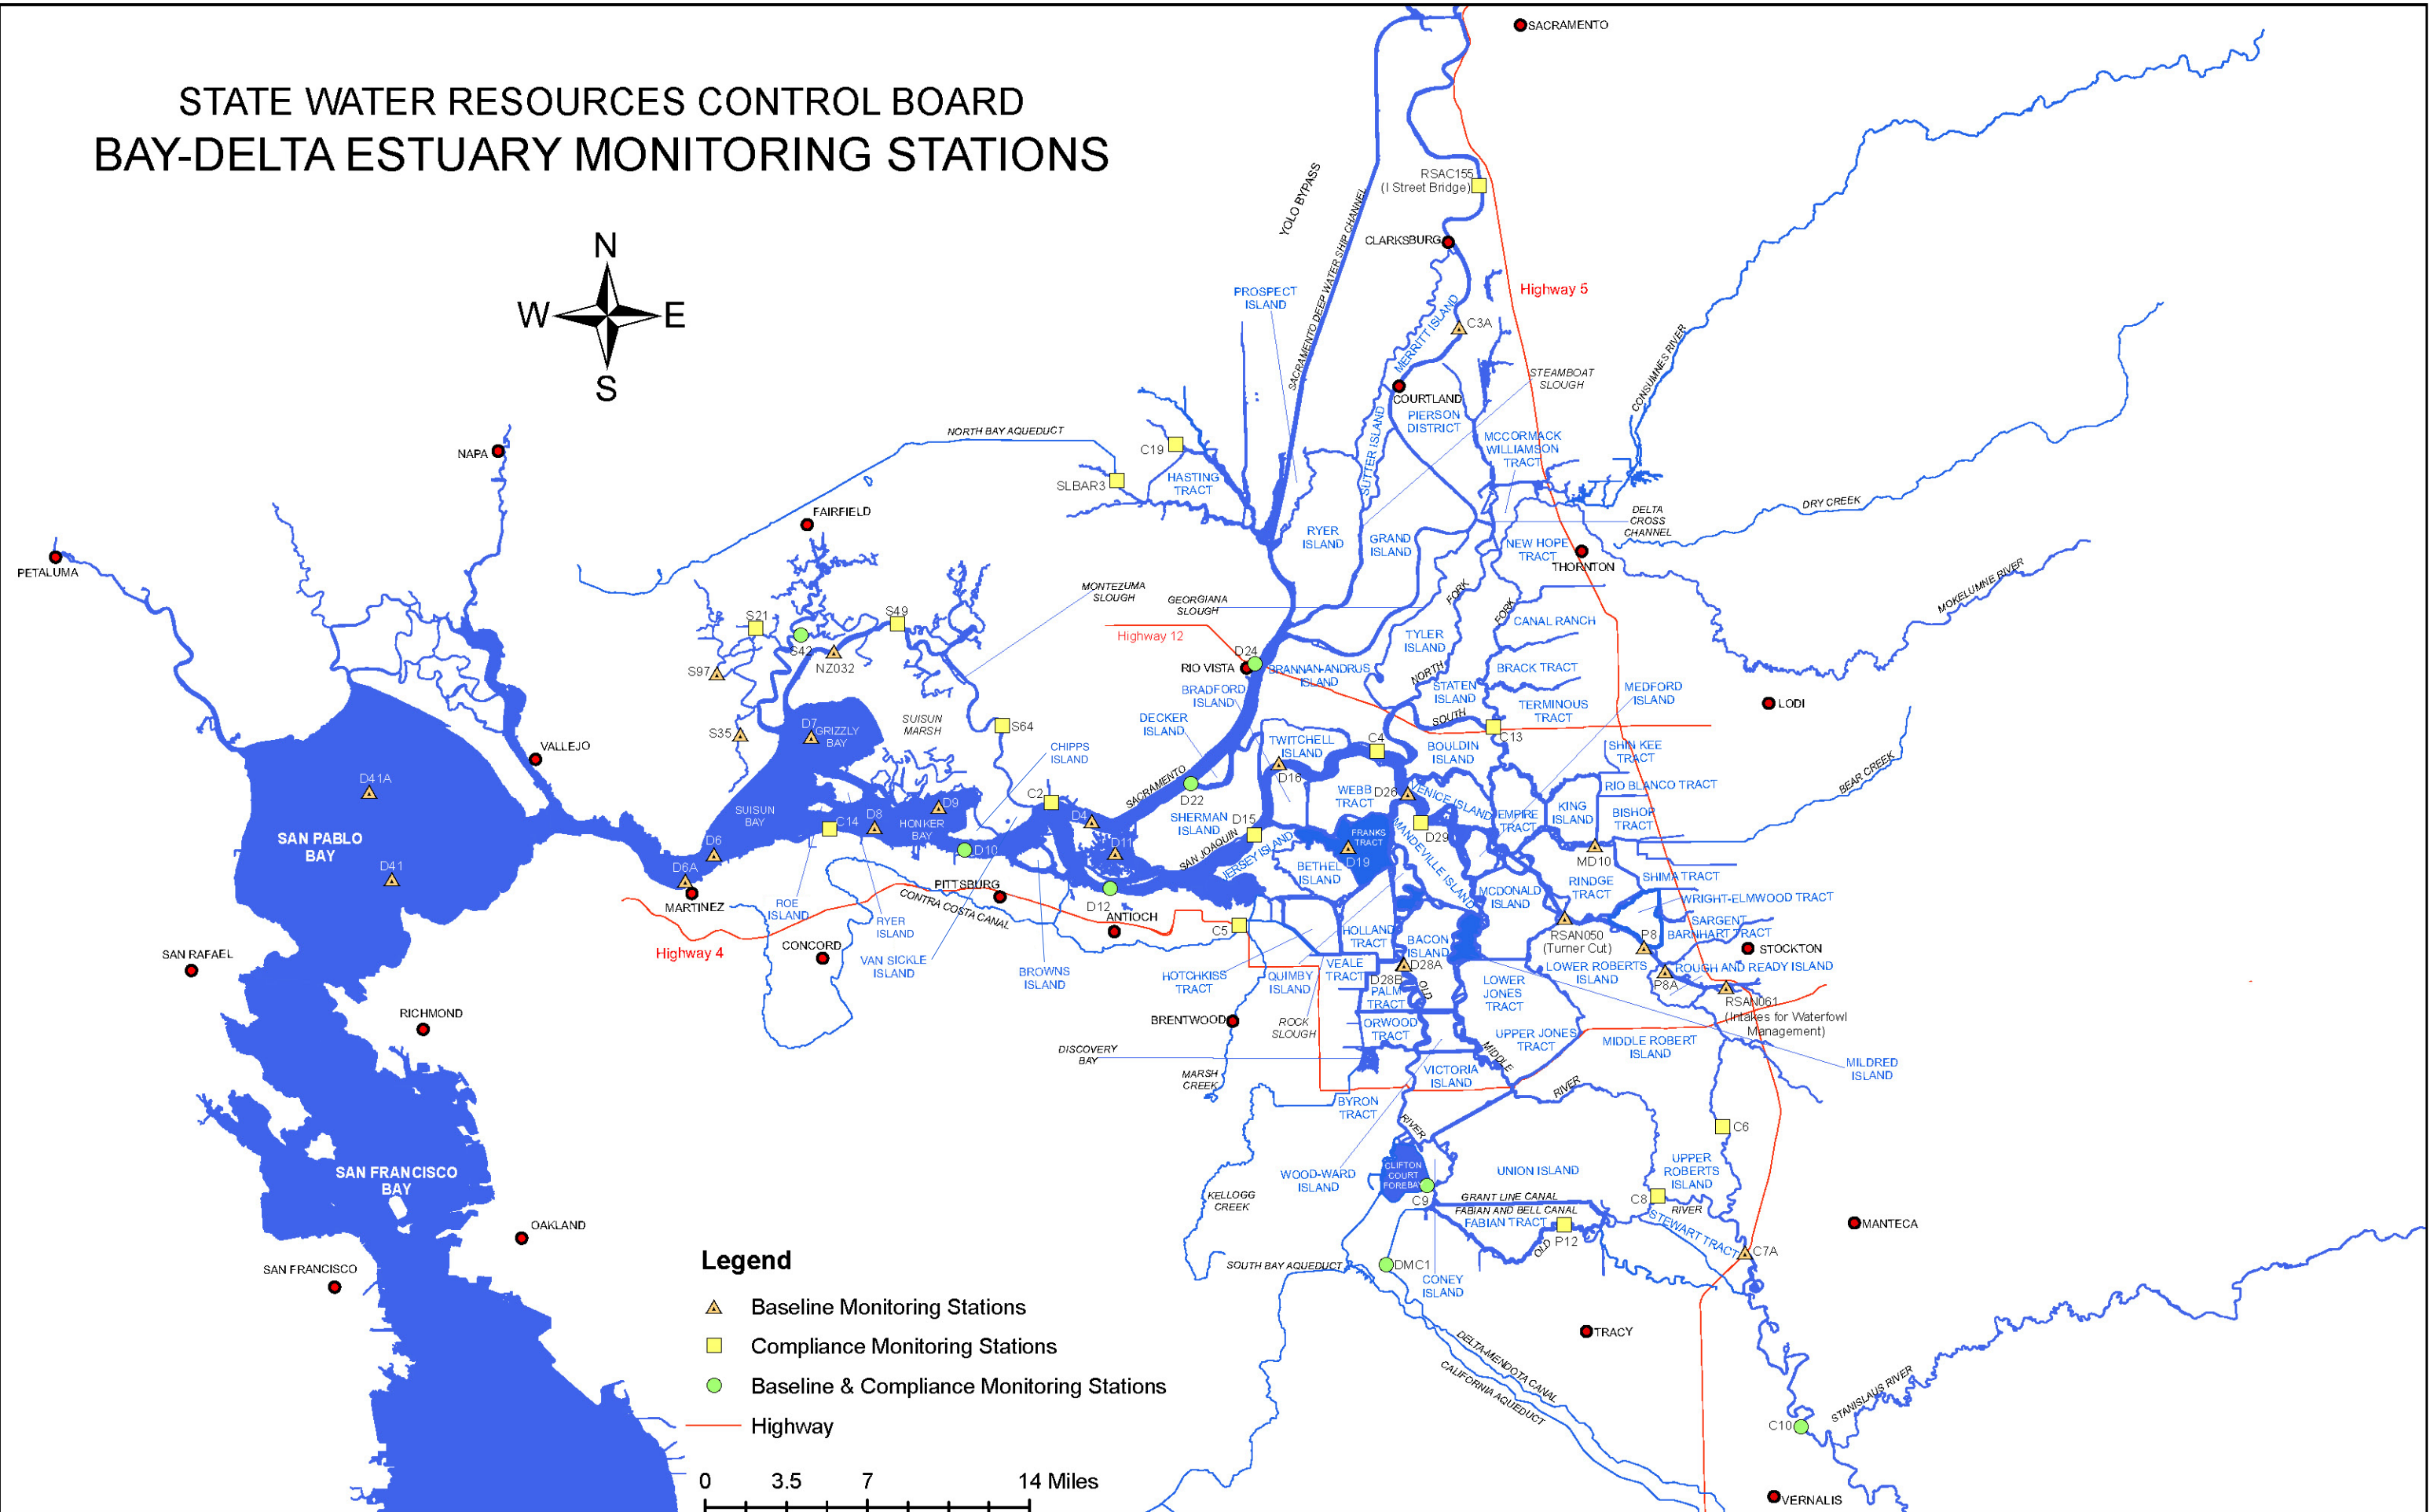 STATE WATER RESOURCES CONTROL BOARD
BAY-DELTA ESTUARY MONITORING STATIONS
N
W
E
S
SACRAMENTO
RSAC155
(I Street Bridge)
YOLO BYPASS
SACRAMENTO DEEP WATER SHIP CHANNEL
CLARKSBURG
PROSPECT
ISLAND
Highway 5
C3A
MERRITT ISLAND
CONSUMNES RIVER
STEAMBOAT
SLOUGH
COURTLAND
PIERSON
DISTRICT
SUTTER ISLAND
MCCORMACK
WILLIAMSON
TRACT
NORTH BAY AQUEDUCT
C19
SLBAR3
HASTING
TRACT
NAPA
FAIRFIELD
PETALUMA
DELTA
CROSS
CHANNEL
DRY CREEK
RYER
ISLAND
GRAND
ISLAND
NEW HOPE
TRACT
THORNTON
MOKELUMNE RIVER
MONTEZUMA
SLOUGH
GEORGIANA
SLOUGH
FORK
FORK
CANAL RANCH
S21
S49
S42
NZ032
S97
Highway 12
D24
RIO VISTA
BRANNAN-ANDRUS
ISLAND
TYLER
ISLAND
NORTH
BRACK TRACT
STATEN
ISLAND
MEDFORD
ISLAND
BRADFORD
ISLAND
SOUTH
TERMINOUS
TRACT
LODI
S35
D7
GRIZZLY
BAY
SUISUN
MARSH
S64
DECKER
ISLAND
TWITCHELL
ISLAND
C4
C13
BOULDIN
ISLAND
SHIN KEE
TRACT
VALLEJO
CHIPPS
ISLAND
D41A
SACRAMENTO
D22
D16
RIO BLANCO TRACT
BEAR CREEK
C2
WEBB
TRACT
D26
VENICE ISLAND
EMPIRE
TRACT
KING
ISLAND
BISHOP
TRACT
SUISUN
BAY
C14
D8
D9
HONKER
BAY
D4
SHERMAN
ISLAND
D15
FRANKS
TRACT
D29
SAN PABLO
BAY
D6
D10
D11
SAN JOAQUIN
JERSEY ISLAND
D19
MANDEVILLE ISLAND
MD10
D41
D6A
MARTINEZ
PITTSBURG
BETHEL
ISLAND
RINDGE
TRACT
SHIMA TRACT
MCDONALD
ISLAND
WRIGHT-ELMWOOD TRACT
ROE
ISLAND
RYER
ISLAND
CONTRA COSTA CANAL
D12
ANTIOCH
C5
HOLLAND
TRACT
BACON
ISLAND
RSAN050
(Turner Cut)
P8
SARGENT
BARNHART TRACT
STOCKTON
Highway 4
CONCORD
SAN RAFAEL
VAN SICKLE
ISLAND
BROWNS
ISLAND
HOTCHKISS
TRACT
QUIMBY
ISLAND
VEALE
TRACT
D28A
D28B
LOWER ROBERTS
ISLAND
ROUGH AND READY ISLAND
P8A
PALM
TRACT
OLD
LOWER
JONES
TRACT
RSAN061
(Intakes for Waterfowl
Management)
RICHMOND
BRENTWOOD
ROCK
SLOUGH
ORWOOD
TRACT
UPPER JONES
TRACT
MIDDLE ROBERT
ISLAND
DISCOVERY
BAY
MARSH
CREEK
MIDDLE
VICTORIA
ISLAND
MILDRED
ISLAND
RIVER
BYRON
TRACT
RIVER
C6
SAN FRANCISCO
BAY
WOOD-WARD
ISLAND
CLIFTON
COURT
FOREBAY
UNION ISLAND
UPPER
ROBERTS
ISLAND
KELLOGG
CREEK
C9
GRANT LINE CANAL
FABIAN AND BELL CANAL
FABIAN TRACT
C8
RIVER
STEWART TRACT
OAKLAND
P12
OLD
C7A
MANTECA
SAN FRANCISCO
SOUTH BAY AQUEDUCT
DMC1
CONEY
ISLAND
TRACY
DELTA-MENDOTA CANAL
CALIFORNIA AQUEDUCT
STANISLAUS RIVER
C10
VERNALIS
Legend
Baseline Monitoring Stations
Compliance Monitoring Stations
Baseline & Compliance Monitoring Stations
Highway
0 3.5 7 14 Miles